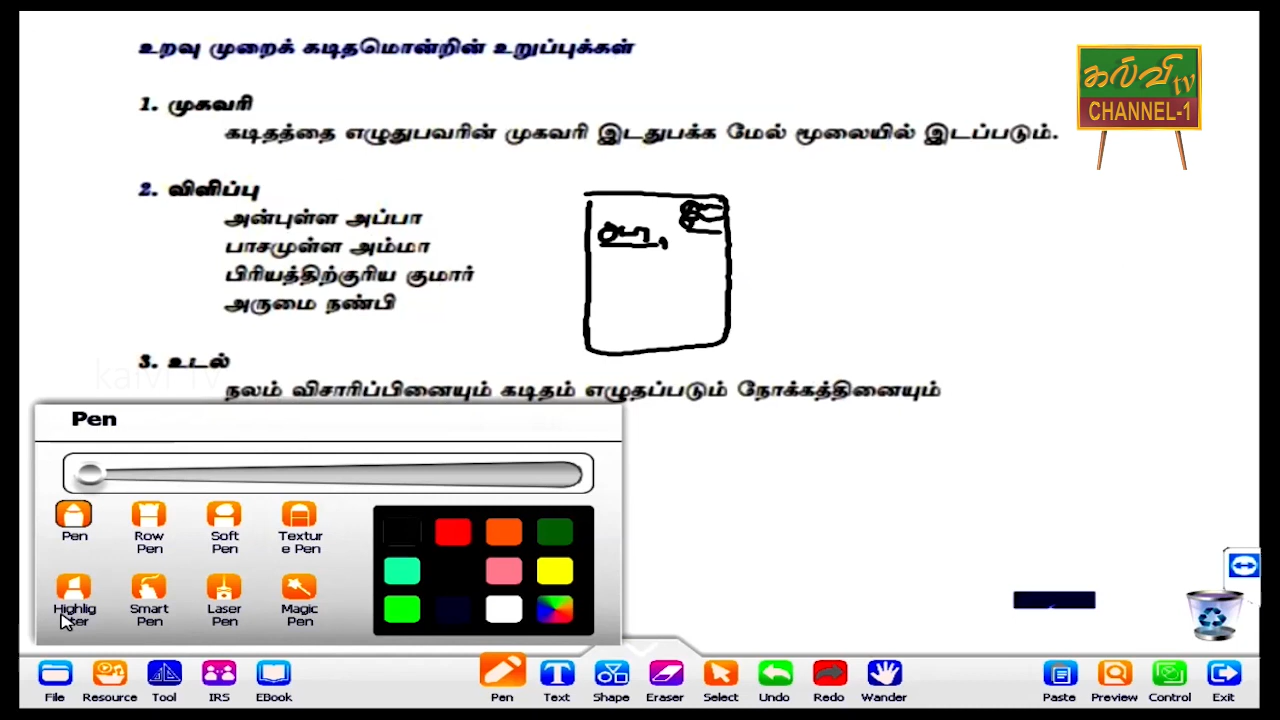 உறவு முறைக் கடிதமொன்றின் உறுப்புக்கள்
கல்வி tv
CHANNEL-1
1. முகவரி
கடிதத்தை எழுதுபவரின் முகவரி இடதுபக்க மேல் மூலையில் இடப்படும்.
2. விளிப்பு
அன்புள்ள அப்பா
பாசமுள்ள அம்மா
பிரியத்திற்குரிய குமார்
அருமை நண்பி
3. உடல்
நலம் விசாரிப்பினையும் கடிதம் எழுதப்படும் நோக்கத்தினையும்
Pen
Pen
Row Pen
Soft Pen
Textur e Pen
Highlig ter
Smart Pen
Laser Pen
Magic Pen
File
Resource
Tool
IRS
EBook
Pen
Text
Shape
Eraser
Select
Undo
Redo
Wander
Paste
Preview
Control
Exit